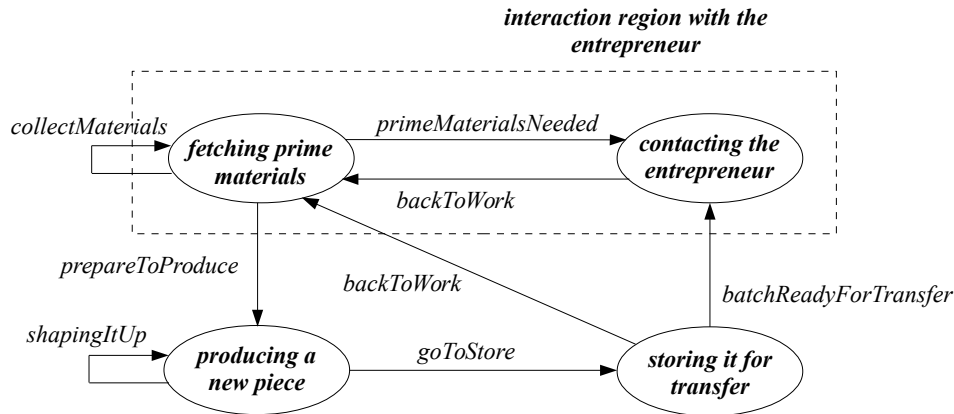 interaction region with the
entrepreneur
collectMaterials
primeMaterialsNeeded
fetching prime
materials
contacting the
entrepreneur
backToWork
prepareToProduce
backToWork
batchReadyForTransfer
shapingItUp
producing a
new piece
goToStore
storing it for
transfer